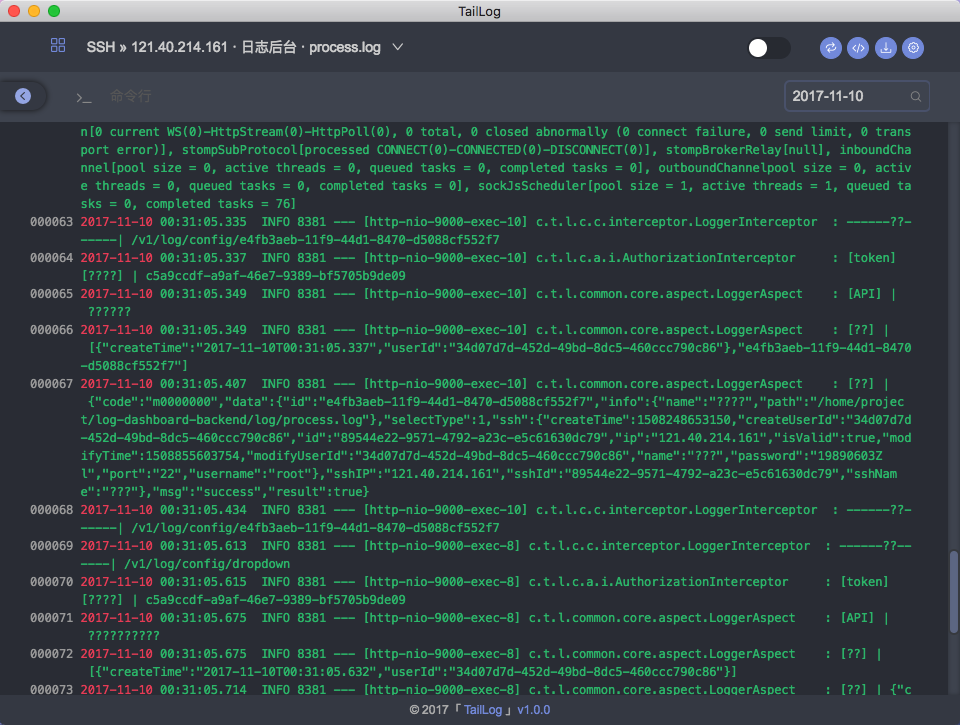 TailLog
SSH » 121.40.214.161 · 日志后台 · process.log
>_ 命令行
2017-11-10
n[0 current WS(0)-HttpStream(0)-HttpPoll(0), 0 total, 0 closed abnormally (0 connect failure, 0 send limit, 0 trans
port error)], stompSubProtocol[processed CONNECT(0)-CONNECTED(0)-DISCONNECT(0)], stompBrokerRelay[null], inboundCha
nnel[pool size = 0, active threads = 0, queued tasks = 0, completed tasks = 0], outboundChannelpool size = 0, activ
e threads = 0, queued tasks = 0, completed tasks = 0], sockJsScheduler[pool size = 1, active threads = 1, queued ta
sks = 0, completed tasks = 76]
000063 2017-11-10 00:31:05.335  INFO 8381 --- [http-nio-9000-exec-10] c.t.l.c.c.interceptor.LoggerInterceptor  : ------??-
-----| /v1/log/config/e4fb3aeb-11f9-44d1-8470-d5088cf552f7
000064 2017-11-10 00:31:05.337  INFO 8381 --- [http-nio-9000-exec-10] c.t.l.c.a.i.AuthorizationInterceptor     : [token]
[????] | c5a9ccdf-a9af-46e7-9389-bf5705b9de09
000065 2017-11-10 00:31:05.349  INFO 8381 --- [http-nio-9000-exec-10] c.t.l.common.core.aspect.LoggerAspect    : [API] |
??????
000066 2017-11-10 00:31:05.349  INFO 8381 --- [http-nio-9000-exec-10] c.t.l.common.core.aspect.LoggerAspect    : [??] |
[{"createTime":"2017-11-10T00:31:05.337","userId":"34d07d7d-452d-49bd-8dc5-460ccc790c86"},"e4fb3aeb-11f9-44d1-8470
-d5088cf552f7"]
000067 2017-11-10 00:31:05.407  INFO 8381 --- [http-nio-9000-exec-10] c.t.l.common.core.aspect.LoggerAspect    : [??] |
{"code":"m0000000","data":{"id":"e4fb3aeb-11f9-44d1-8470-d5088cf552f7","info":{"name":"????","path":"/home/projec
t/log-dashboard-backend/log/process.log"},"selectType":1,"ssh":{"createTime":1508248653150,"createUserId":"34d07d7d
-452d-49bd-8dc5-460ccc790c86","id":"89544e22-9571-4792-a23c-e5c61630dc79","ip":"121.40.214.161","isValid":true,"mod
ifyTime":1508855603754,"modifyUserId":"34d07d7d-452d-49bd-8dc5-460ccc790c86","name":"???","password":"19890603Z
l","port":"22","username":"root"},"sshIP":"121.40.214.161","sshId":"89544e22-9571-4792-a23c-e5c61630dc79","sshNam
e":"???"},"msg":"success","result":true}
000068 2017-11-10 00:31:05.434  INFO 8381 --- [http-nio-9000-exec-10] c.t.l.c.c.interceptor.LoggerInterceptor  : ------??-
-----| /v1/log/config/e4fb3aeb-11f9-44d1-8470-d5088cf552f7
000069 2017-11-10 00:31:05.613  INFO 8381 --- [http-nio-9000-exec-8] c.t.l.c.c.interceptor.LoggerInterceptor  : ------??--
----| /v1/log/config/dropdown
000070 2017-11-10 00:31:05.615  INFO 8381 --- [http-nio-9000-exec-8] c.t.l.c.a.i.AuthorizationInterceptor     : [token]
[????] | c5a9ccdf-a9af-46e7-9389-bf5705b9de09
000071 2017-11-10 00:31:05.675  INFO 8381 --- [http-nio-9000-exec-8] c.t.l.common.core.aspect.LoggerAspect    : [API] |
??????????
000072 2017-11-10 00:31:05.675  INFO 8381 --- [http-nio-9000-exec-8] c.t.l.common.core.aspect.LoggerAspect    : [??] |
[{"createTime":"2017-11-10T00:31:05.632","userId":"34d07d7d-452d-49bd-8dc5-460ccc790c86"}]
000073 2017-11-10 00:31:05.714  INFO 8381 --- [http-nio-9000-exec-8] c.t.l.common.core.aspect.LoggerAspect    : [??] | {"c
© 2017「 TailLog 」v1.0.0